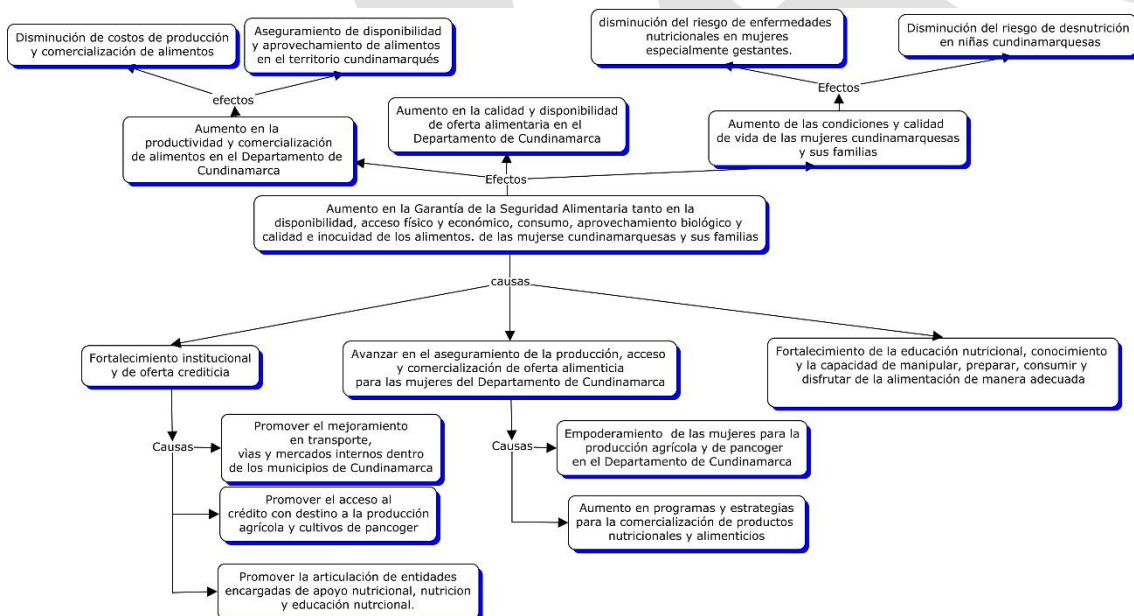 Disminución de costos de producción
y comercialización de alimentos
Aseguramiento de disponibilidad
y aprovechamiento de alimentos
en el territorio cundinamarqués
disminución del riesgo de enfermedades
nutricionales en mujeres
especialmente gestantes.
Disminución del riesgo de desnutrición
en niñas cundinamarquesas
efectos
Efectos
Aumento en la
productividad y comercialización
de alimentos en el Departamento de
Cundinamarca
Aumento en la calidad y disponibilidad
de oferta alimentaria en el
Departamento de Cundinamarca
Aumento de las condiciones y calidad
de vida de las mujeres cundinamarquesas
y sus familias
Efectos
Aumento en la Garantía de la Seguridad Alimentaria tanto en la
disponibilidad, acceso físico y económico, consumo, aprovechamiento biológico y
calidad e inocuidad de los alimentos. de las mujerse cundinamarquesas y sus familias
causas
Fortalecimiento institucional
y de oferta crediticia
Avanzar en el aseguramiento de la producción, acceso
y comercialización de oferta alimenticia
para las mujeres del Departamento de Cundinamarca
Fortalecimiento de la educación nutricional, conocimiento
y la capacidad de manipular, preparar, consumir y
disfrutar de la alimentación de manera adecuada
Causas
Promover el mejoramiento
en transporte,
vìas y mercados internos dentro
de los municipios de Cundinamarca
Promover el acceso al
crédito con destino a la producción
agrícola y cultivos de pancoger
Promover la articulación de entidades
encargadas de apoyo nutricional, nutricion
y educación nutrcional.
Causas
Empoderamiento de las mujeres para la
producción agrícola y de pancoger
en el Departamento de Cundinamarca
Aumento en programas y estrategias
para la comercialización de productos
nutricionales y alimenticios